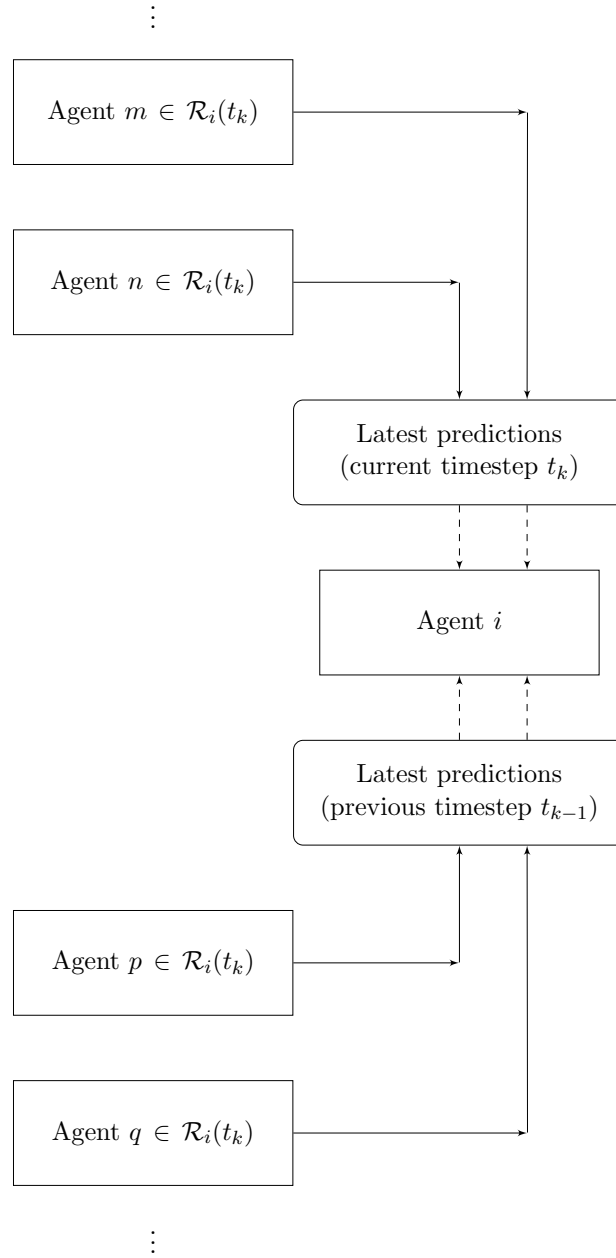 ⋮
Agent m ∈ ℛᵢ(tₖ)
Agent n ∈ ℛᵢ(tₖ)
Latest predictions
(current timestep tₖ)
Agent i
Latest predictions
(previous timestep tₖ₋₁)
Agent p ∈ ℛᵢ(tₖ)
Agent q ∈ ℛᵢ(tₖ)
⋮